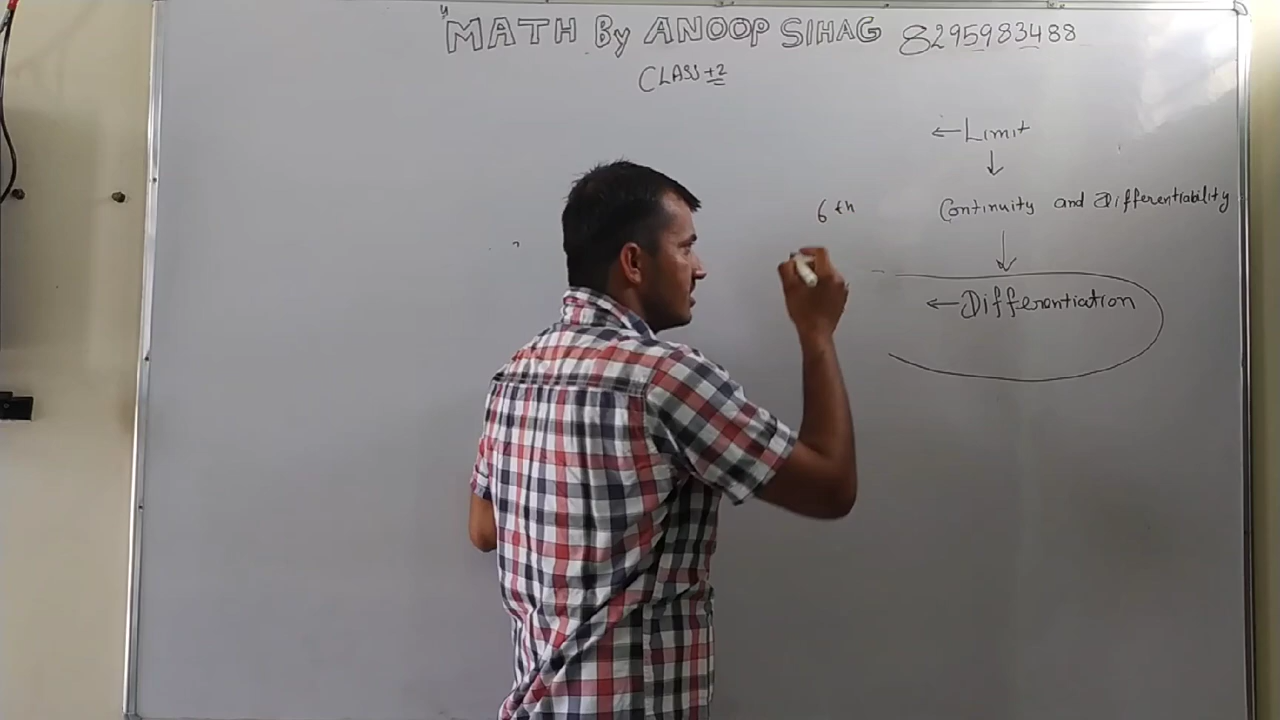 MATH By ANOOP SIHAG 8295983488
CLASS +2
← Limit
↓
6th Continuity and Differentiability
↓
← Differentiation